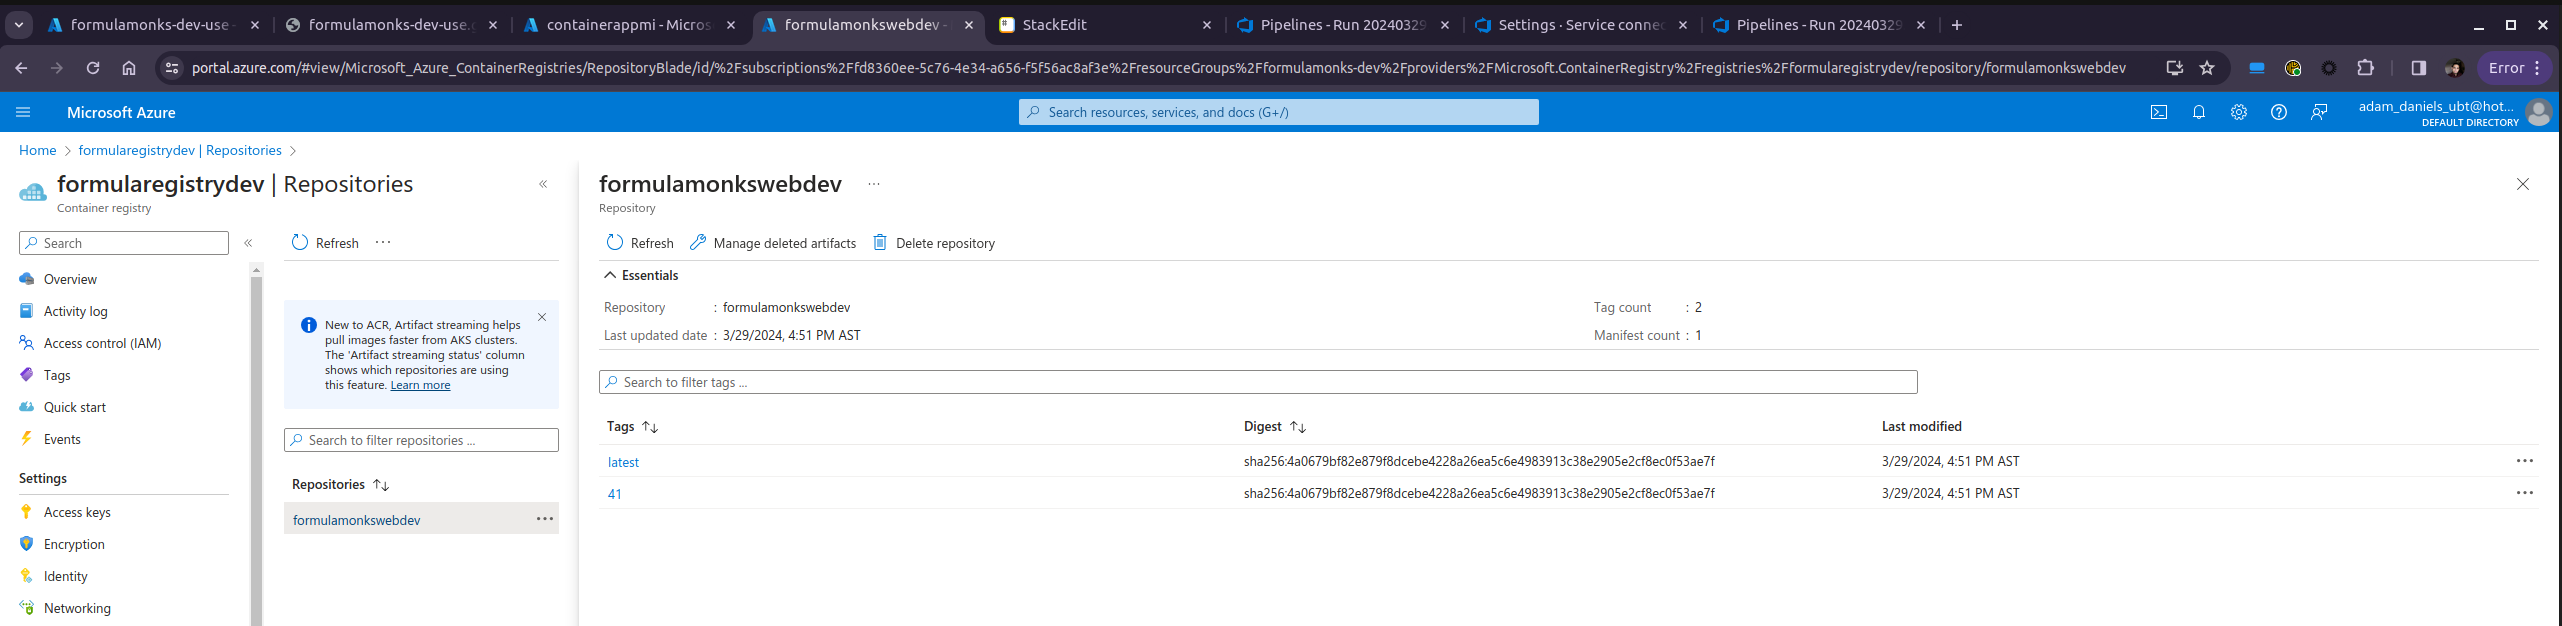 formulamonks-dev-use
formulamonks-dev-use.
containerappmi - Micros
formulamonkswebdev -
StackEdit
Pipelines - Run 20240329
Settings · Service connec
Pipelines - Run 20240329
portal.azure.com/#view/Microsoft_Azure_ContainerRegistries/RepositoryBlade/id/%2Fsubscriptions%2Ffd8360ee-5c76-4e34-a656-f5f56ac8af3e%2FresourceGroups%2Fformulamonks-dev%2Fproviders%2FMicrosoft.ContainerRegistry%2Fregistries%2Fformularegistrydev/repository/formulamonkswebdev
Error
Microsoft Azure
Search resources, services, and docs (G+/)
adam_daniels_ubt@hot...
DEFAULT DIRECTORY
Home > formularegistrydev | Repositories >
formularegistrydev | Repositories
Container registry
Search
Overview
Activity log
Access control (IAM)
Tags
Quick start
Events
Settings
Access keys
Encryption
Identity
Networking
Refresh
New to ACR, Artifact streaming helps
pull images faster from AKS clusters.
The 'Artifact streaming status' column
shows which repositories are using
this feature. Learn more
Search to filter repositories ...
Repositories
formulamonkswebdev
formulamonkswebdev
Repository
Refresh Manage deleted artifacts Delete repository
Essentials
Repository : formulamonkswebdev
Last updated date : 3/29/2024, 4:51 PM AST
Tag count : 2
Manifest count : 1
Search to filter tags ...
Tags Digest Last modified
latest sha256:4a0679bf82e879f8dcebe4228a26ea5c6e4983913c38e2905e2cf8ec0f53ae7f 3/29/2024, 4:51 PM AST
41 sha256:4a0679bf82e879f8dcebe4228a26ea5c6e4983913c38e2905e2cf8ec0f53ae7f 3/29/2024, 4:51 PM AST